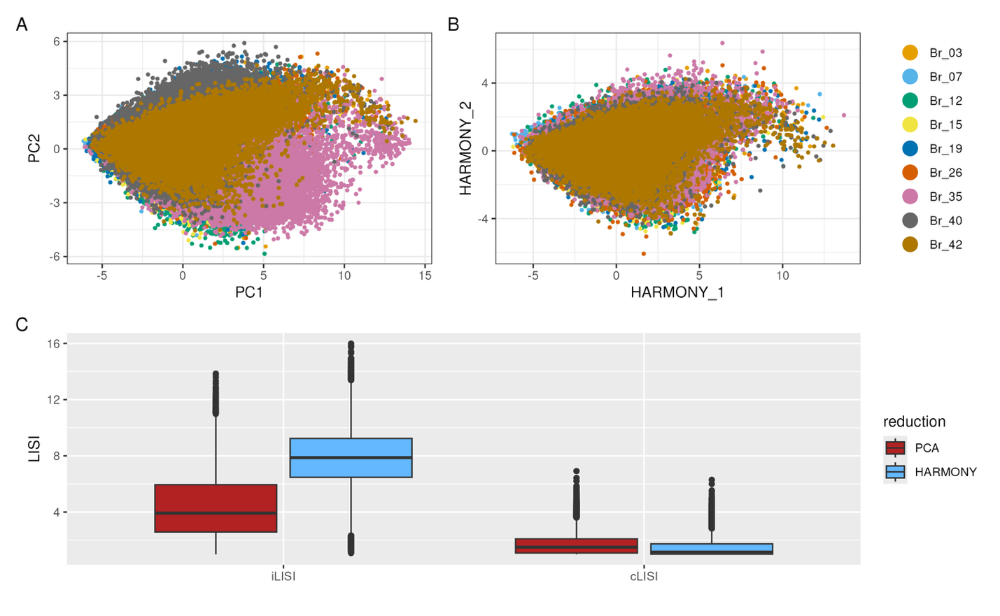 A
B
PC2
6
3
0
-3
-6
-5
0
5
10
15
PC1
HARMONY_2
4
0
-4
-5
0
5
10
HARMONY_1
Br_03
Br_07
Br_12
Br_15
Br_19
Br_26
Br_35
Br_40
Br_42
C
LISI
16
12
8
4
iLISI
cLISI
reduction
PCA
HARMONY